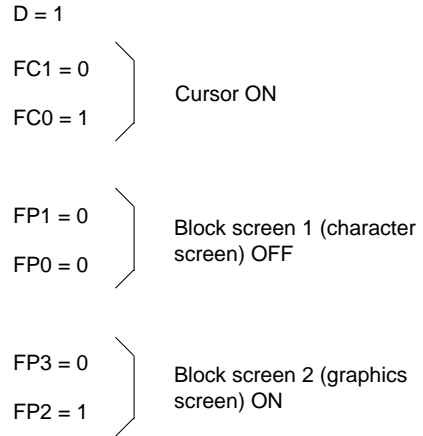 D = 1
FC1 = 0
FC0 = 1
Cursor ON
FP1 = 0
FP0 = 0
Block screen 1 (character
screen) OFF
FP3 = 0
FP2 = 1
Block screen 2 (graphics
screen) ON